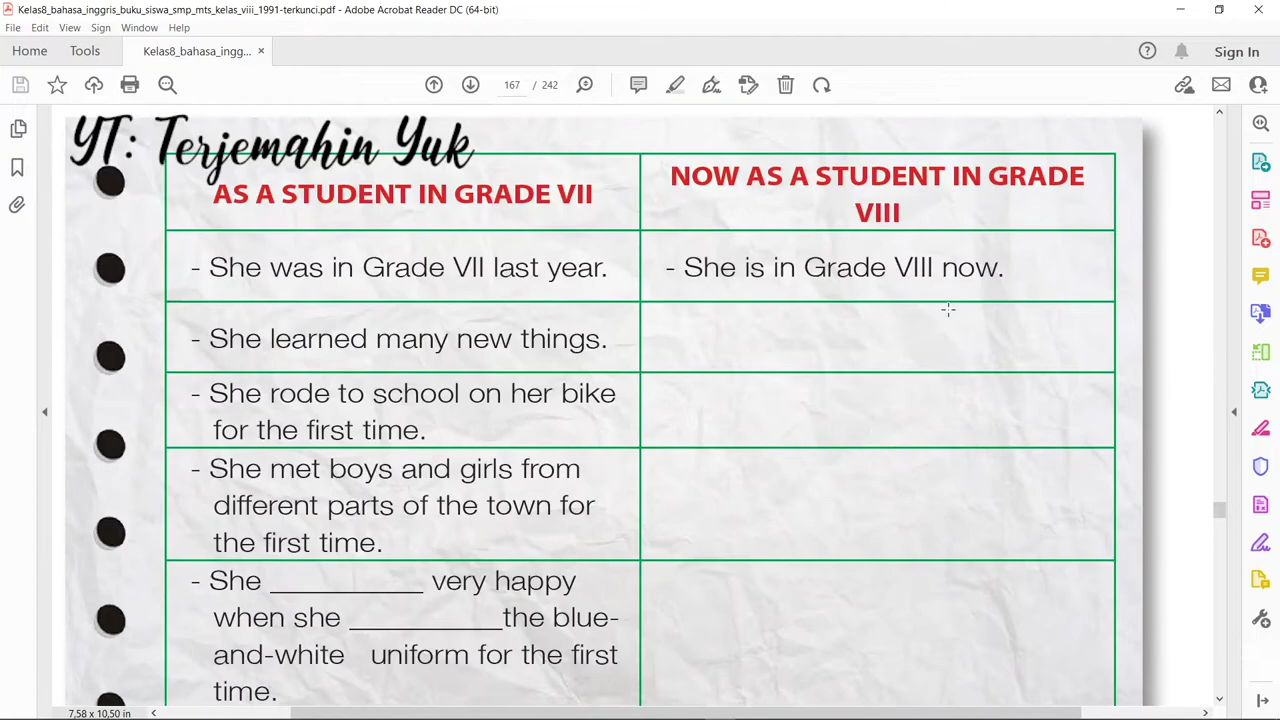 Kelas8_bahasa_inggris_buku_siswa_smp_mts_kelas_viii_1991-terkunci.pdf - Adobe Acrobat Reader DC (64-bit)
File Edit View Sign Window Help
Home Tools Kelas8_bahasa_ingg... × Sign In
167 / 242
YT: Terjemahin Yuk
AS A STUDENT IN GRADE VII
NOW AS A STUDENT IN GRADE
VIII
- She was in Grade VII last year.
- She is in Grade VIII now.
- She learned many new things.
- She rode to school on her bike
for the first time.
- She met boys and girls from
different parts of the town for
the first time.
- She __________ very happy
when she __________the blue-
and-white uniform for the first
time.
7,58 x 10,50 in